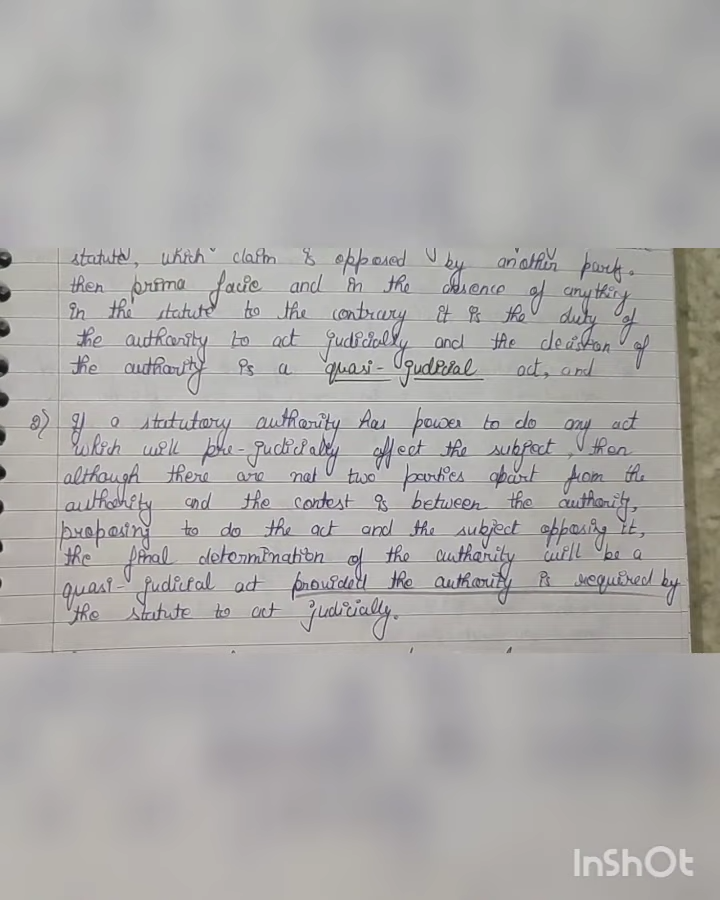 statute, which claim is opposed by another party.
then prima facie and in the absence of anything
in the statute to the contrary it is the duty of
the authority to act judicially and the decision of
the authority is a quasi-judicial act, and
2) If a statutory authority has power to do any act
which will pre-judicially affect the subject, then
although there are not two parties apart from the
authority and the contest is between the authority,
proposing to do the act and the subject opposing it,
the final determination of the authority will be a
quasi-judicial act provided the authority is required by
the statute to act judicially.
InShOt